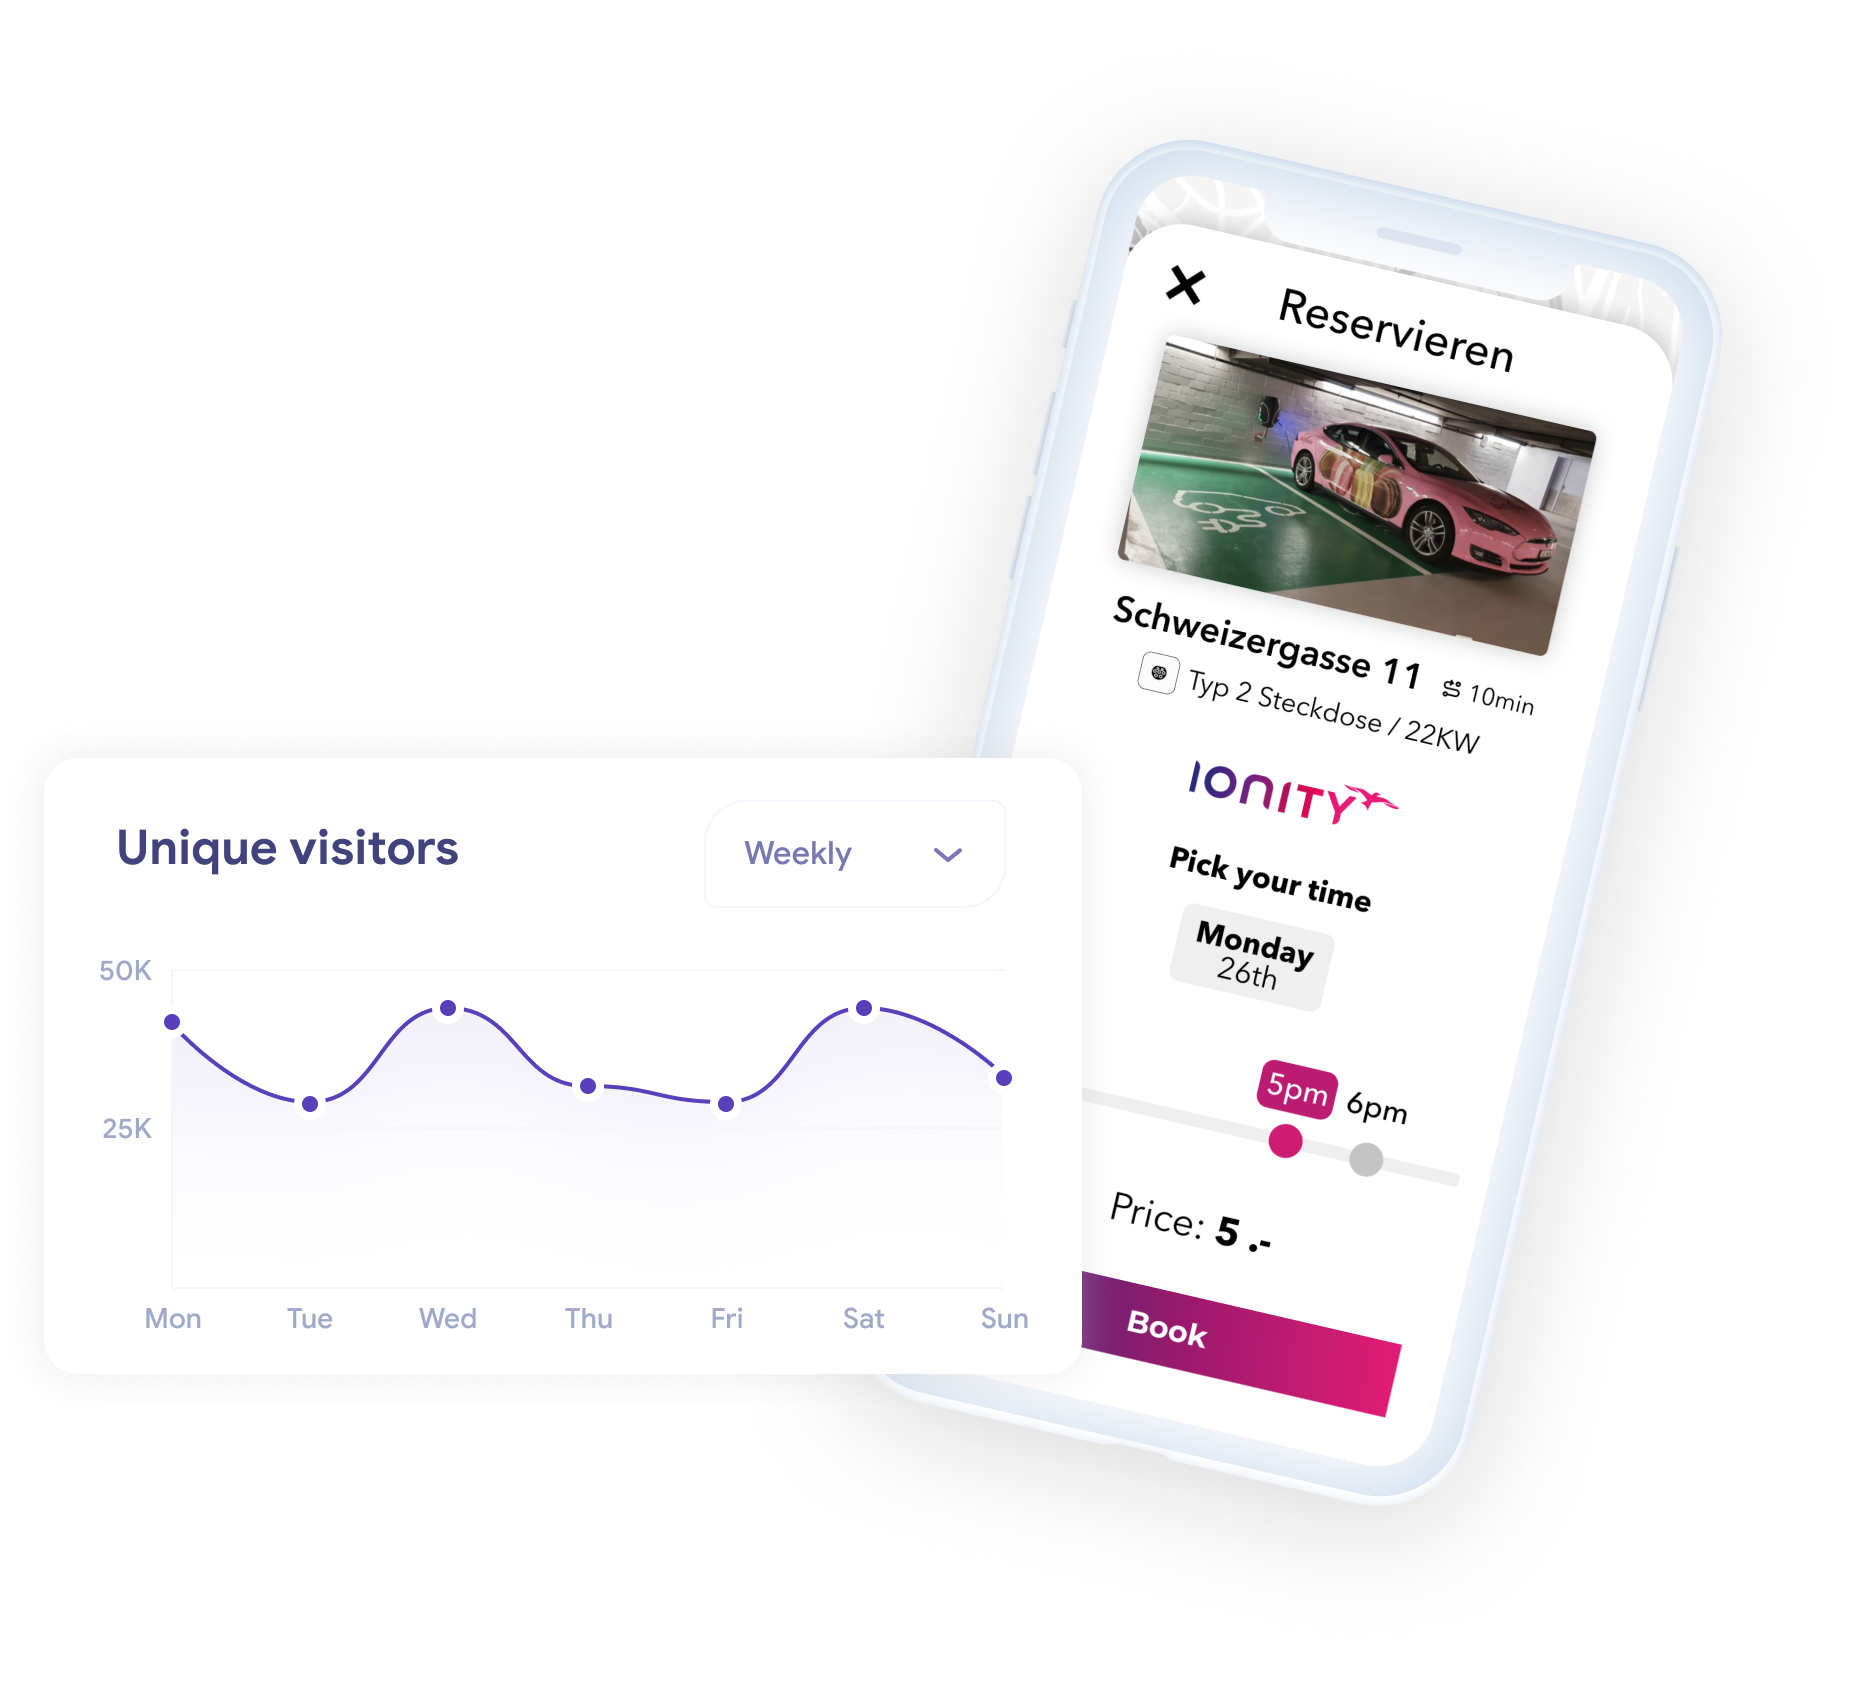 Reservieren
Schweizergasse 11 10min
Typ 2 Steckdose / 22KW
IONITY
Pick your time
Monday
26th
5pm 6pm
Price: 5 .-
Book
Unique visitors
Weekly
50K
25K
Mon Tue Wed Thu Fri Sat Sun